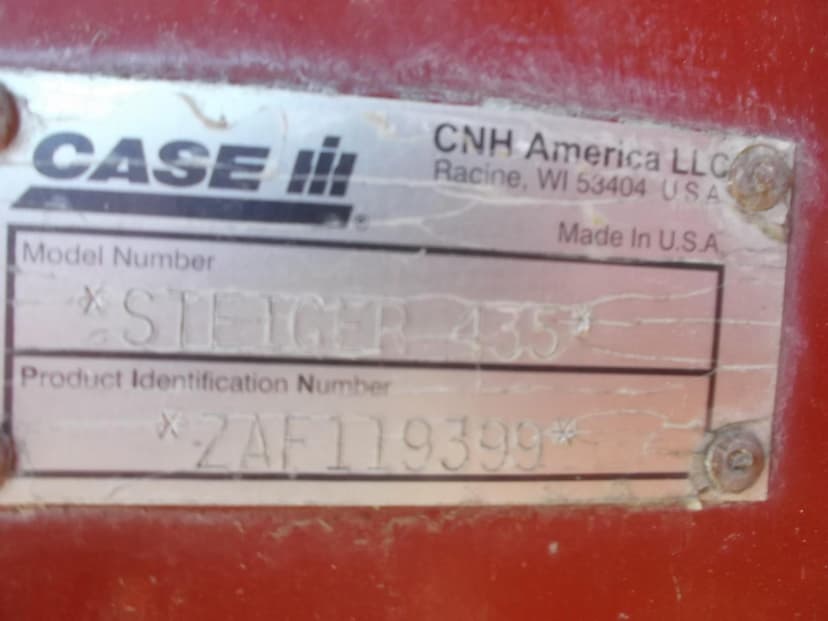 CASE IH
CNH America LLC
Racine, WI 53404 U S A
Made In U.S.A
Model Number
*STEIGER 435*
Product Identification Number
*ZAF119399*